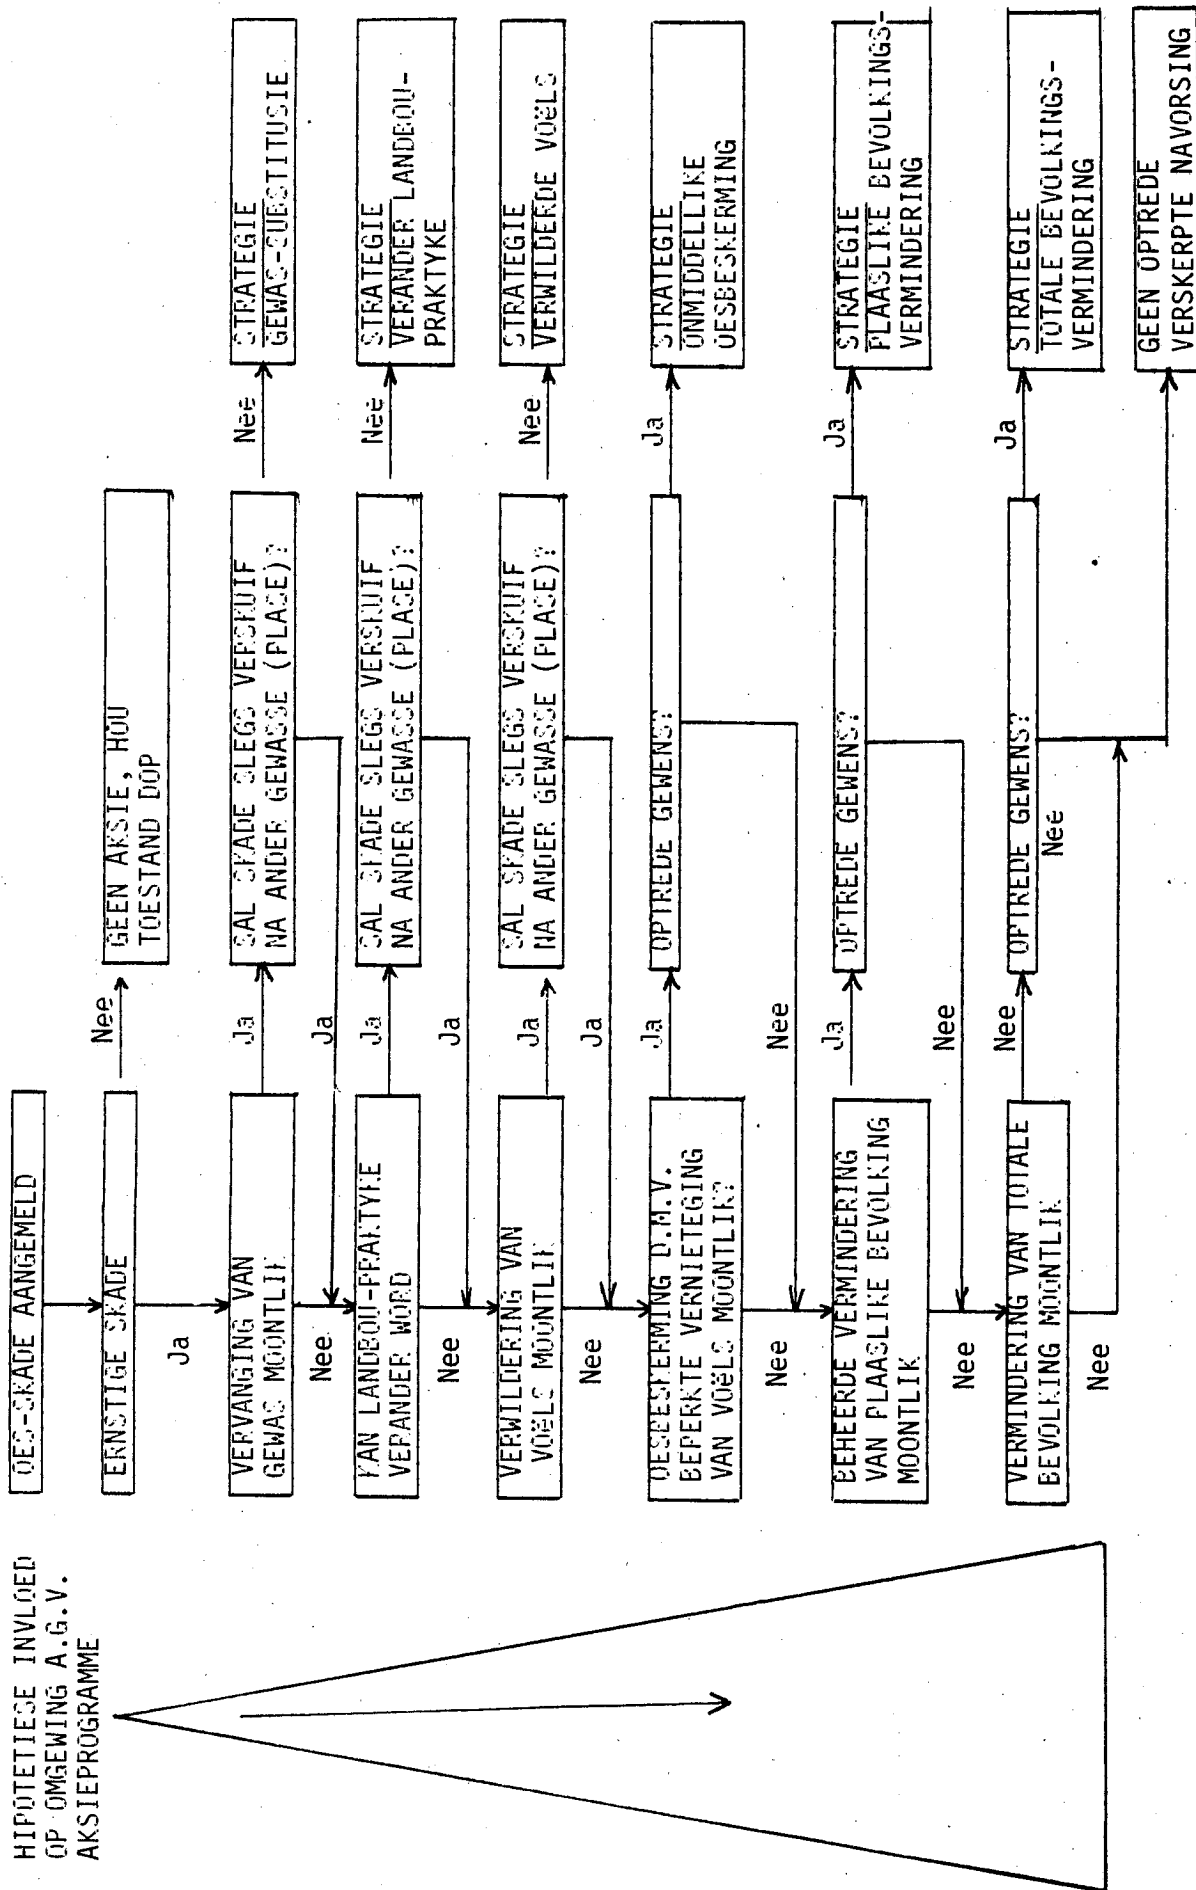 HIPOTETIESE INVLOED
OP OMGEWING A.G.V.
AKSIEPROGRAMME
OES-SKADE AANGEMELD
ERNSTIGE SKADE
Nee
GEEN AKSIE, HOU
TOESTAND DOP
Ja
VERVANGING VAN
GEWAS MOONTLIK
Ja
SAL SKADE SLEGS VERSKUIF
NA ANDER GEWASSE (PLASE)?
Nee
STRATEGIE
GEWAS-SUBSTITUSIE
Nee
Ja
KAN LANDBOU-PRAKTYKE
VERANDER WORD
Ja
SAL SKADE SLEGS VERSKUIF
NA ANDER GEWASSE (PLASE)?
Nee
STRATEGIE
VERANDER LANDBOU-
PRAKTYKE
Nee
Ja
VERWILDERING VAN
VOëLS MOONTLIK
Ja
SAL SKADE SLEGS VERSKUIF
NA ANDER GEWASSE (PLASE)?
Nee
STRATEGIE
VERWILDERDE VOëLS
Nee
Ja
OESBESKERMING D.M.V.
BEPERKTE VERNIETEGING
VAN VOëLS MOONTLIK?
Ja
OPTREDE GEWENS?
Ja
STRATEGIE
ONMIDDELIKE
OESBESKERMING
Nee
Nee
BEHEERDE VERMINDERING
VAN PLAASLIKE BEVOLKING
MOONTLIK
Ja
OPTREDE GEWENS?
Ja
STRATEGIE
PLAASLIKE BEVOLKINGS-
VERMINDERING
Nee
Nee
VERMINDERING VAN TOTALE
BEVOLKING MOONTLIK
Nee
OPTREDE GEWENS?
Ja
STRATEGIE
TOTALE BEVOLKINGS-
VERMINDERING
Nee
Nee
GEEN OPTREDE
VERSKERPTE NAVORSING